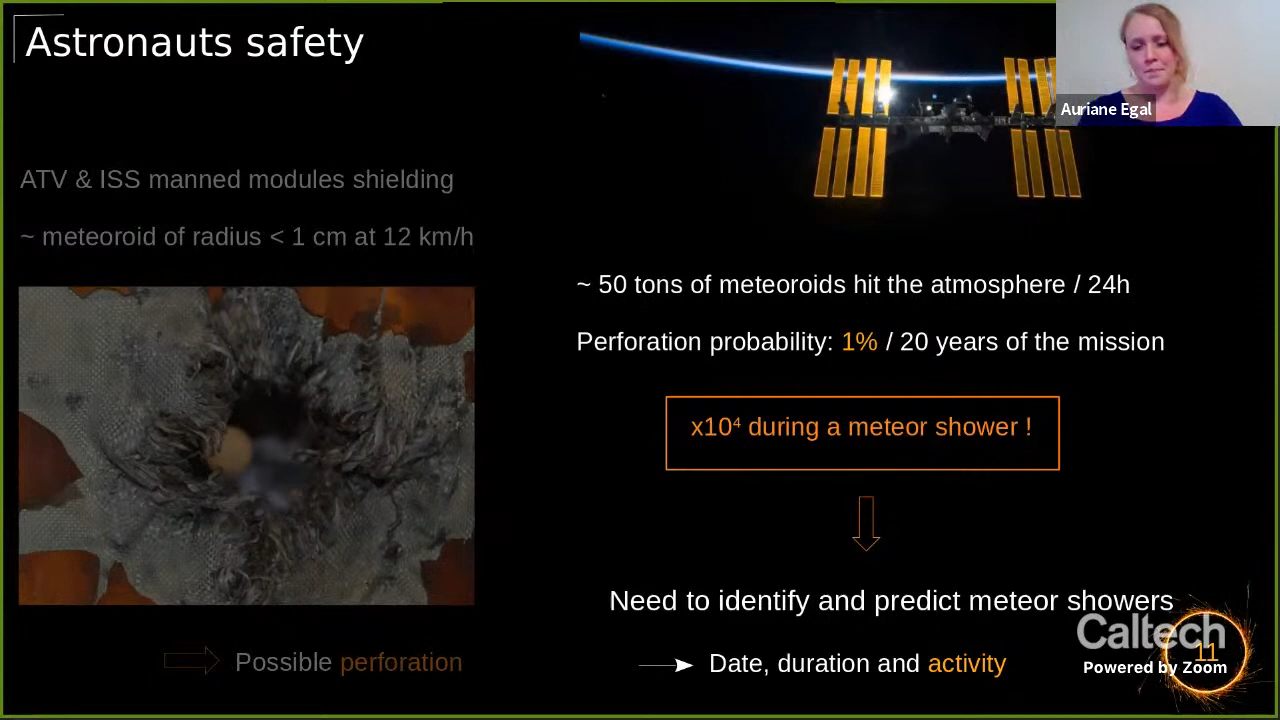 Astronauts safety
Auriane Egal
ATV & ISS manned modules shielding
~ meteoroid of radius < 1 cm at 12 km/h
~ 50 tons of meteoroids hit the atmosphere / 24h
Perforation probability: 1% / 20 years of the mission
x10⁴ during a meteor shower !
Need to identify and predict meteor showers
Possible perforation
Date, duration and activity
Caltech
11
Powered by Zoom